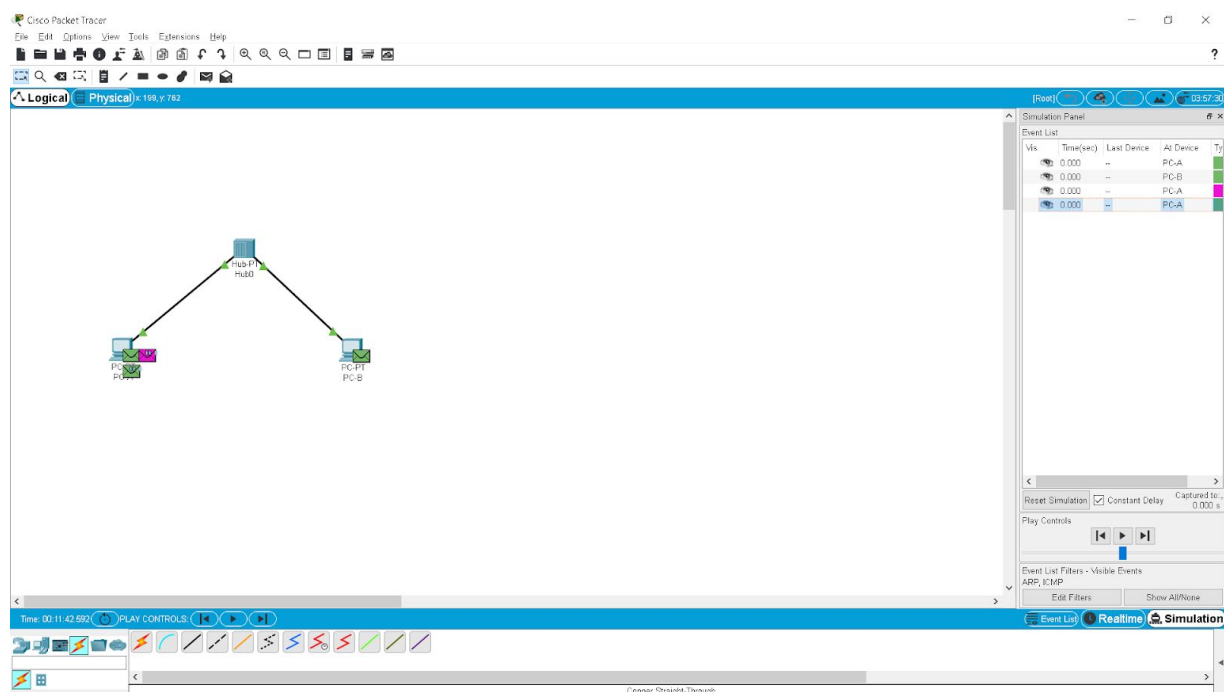 Cisco Packet Tracer
File Edit Options View Tools Extensions Help
?
Logical Physical x: 199, y: 762 [Root] 03:57:30
Simulation Panel
Event List
Vis. Time(sec) Last Device At Device Ty
0.000 -- PC-A
0.000 -- PC-B
0.000 -- PC-A
0.000 -- PC-A
Hub-PT
Hub0
PC-PT
PC-B
Reset Simulation Constant Delay Captured to:
0.000 s
Play Controls
Event List Filters - Visible Events
ARP, ICMP
Edit Filters Show All/None
Time: 00:11:42.592 PLAY CONTROLS: Event List Realtime Simulation
Copper Straight-Through